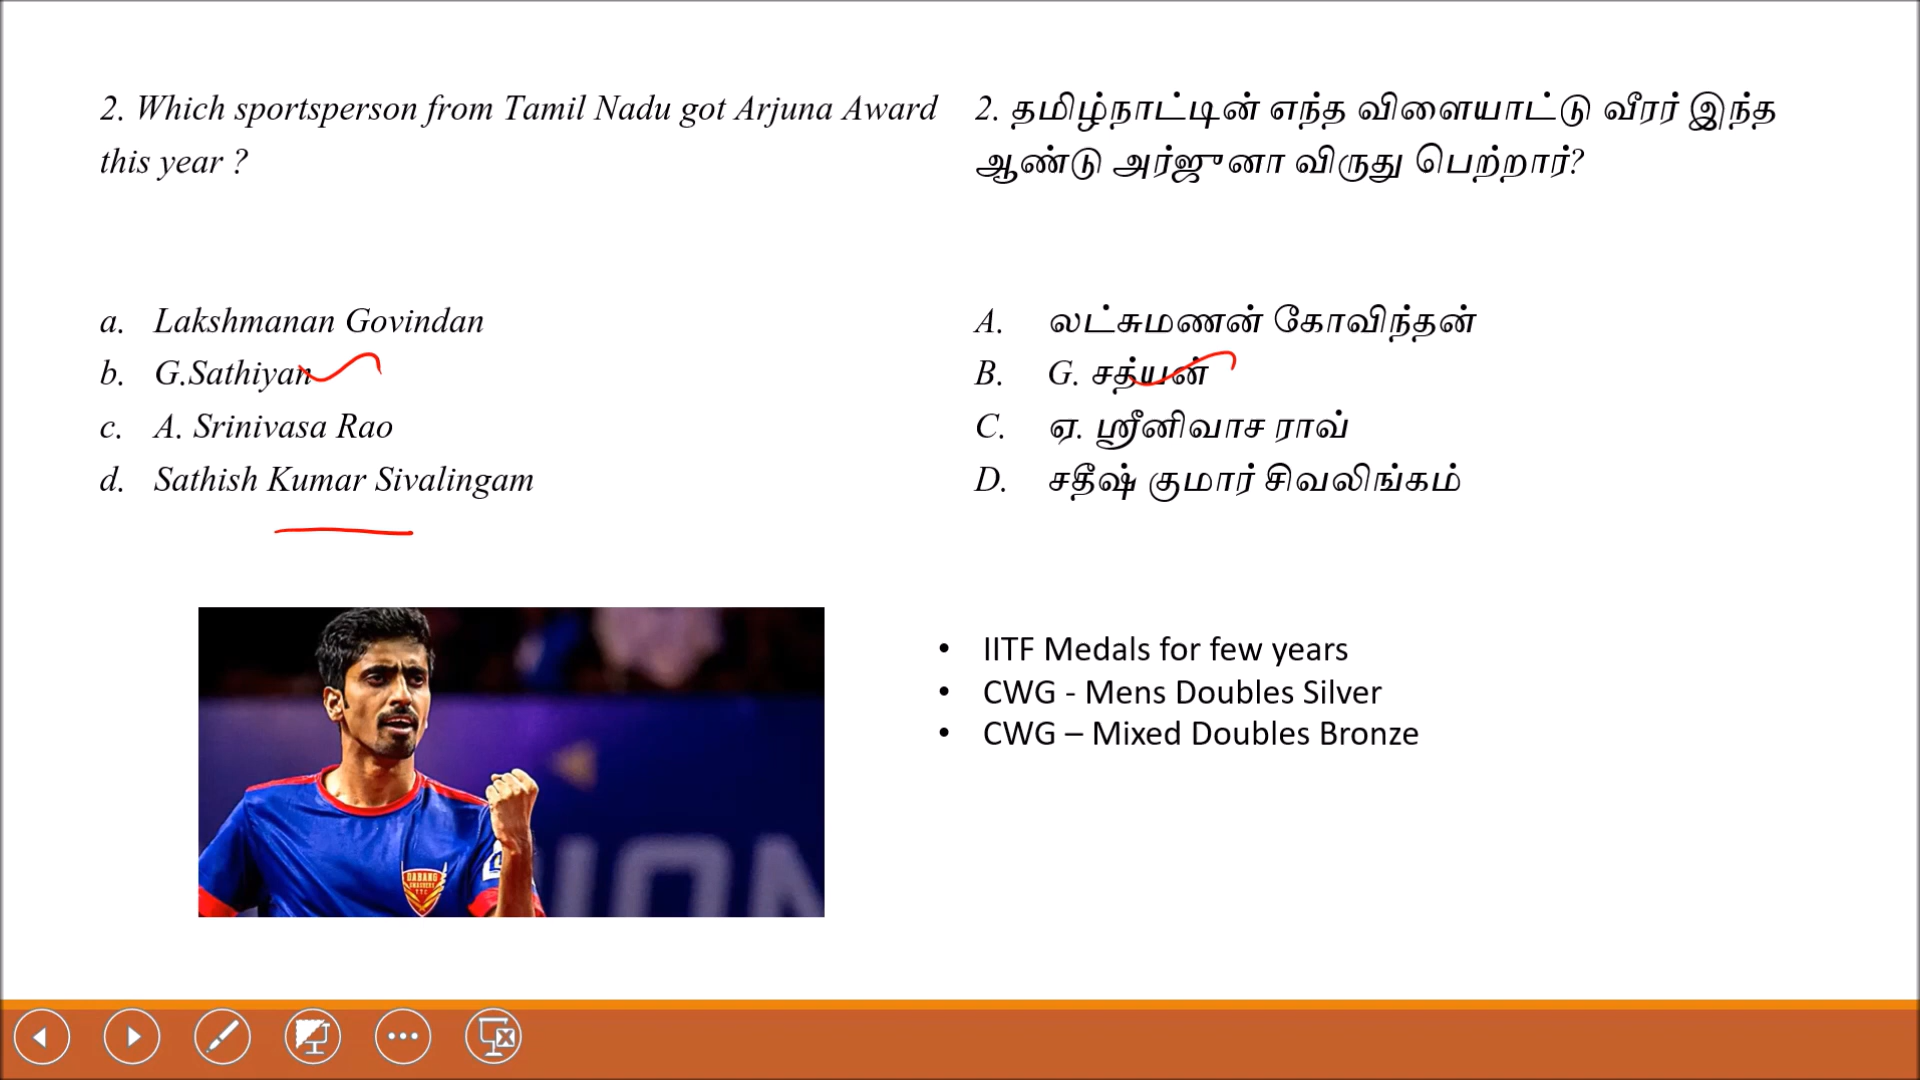 2. Which sportsperson from Tamil Nadu got Arjuna Award
this year ?
a. Lakshmanan Govindan
b. G.Sathiyan
c. A. Srinivasa Rao
d. Sathish Kumar Sivalingam
2. தமிழ்நாட்டின் எந்த விளையாட்டு வீரர் இந்த
ஆண்டு அர்ஜுனா விருது பெற்றார்?
A. லட்சுமணன் கோவிந்தன்
B. G. சத்யன்
C. ஏ. ஸ்ரீனிவாச ராவ்
D. சதீஷ் குமார் சிவலிங்கம்
• IITF Medals for few years
• CWG - Mens Doubles Silver
• CWG – Mixed Doubles Bronze
DABANG